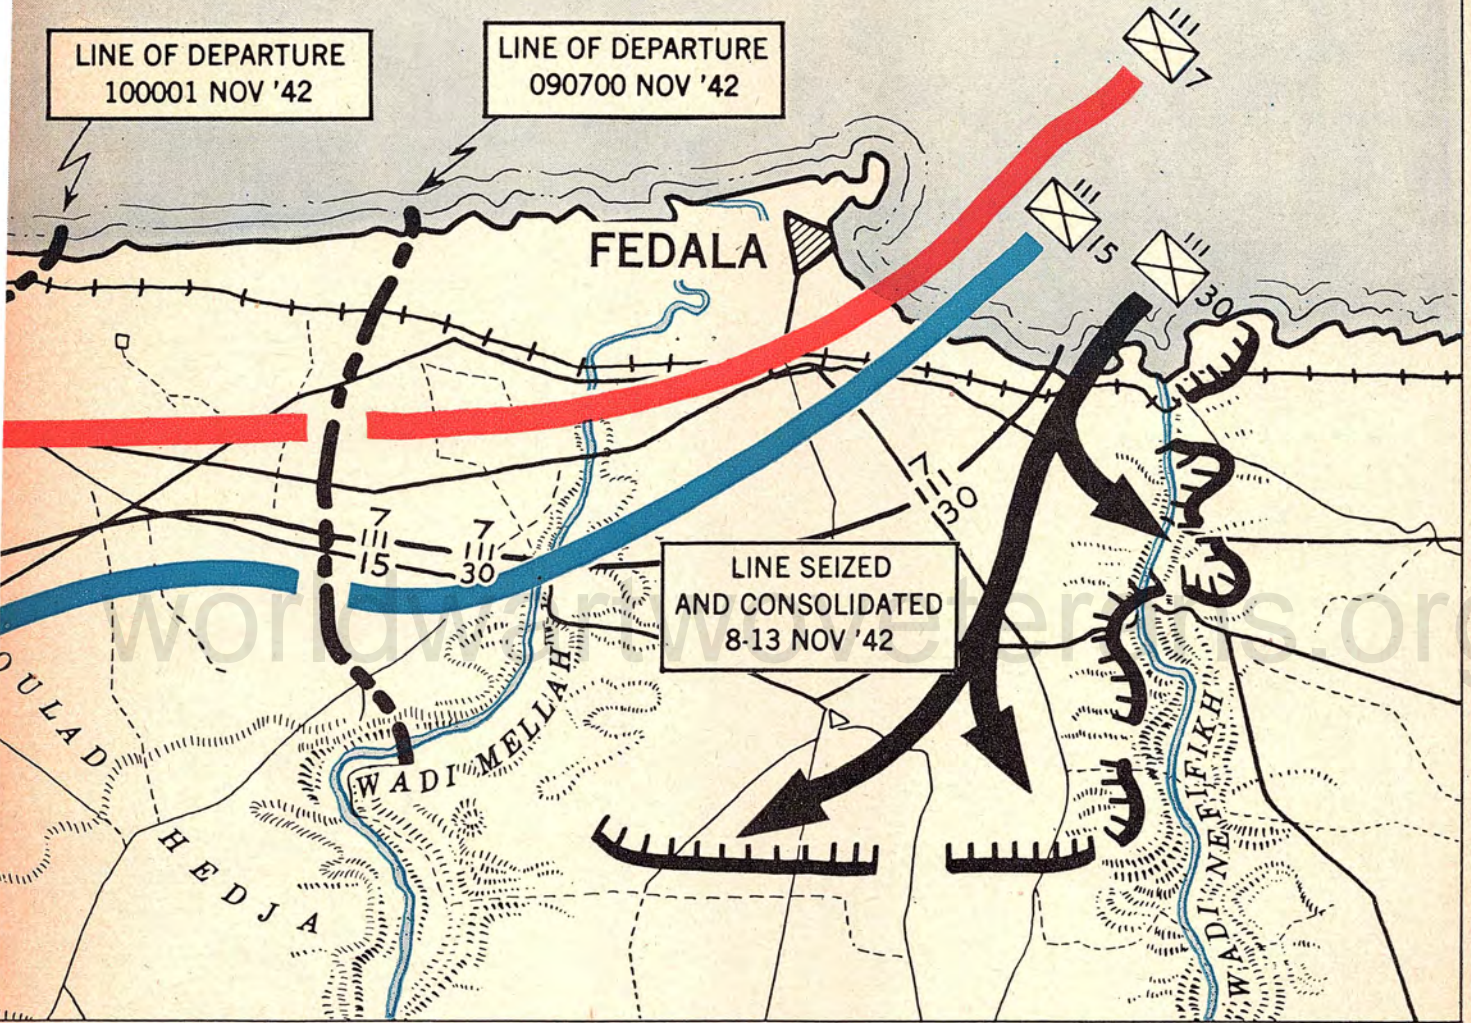 LINE OF DEPARTURE
100001 NOV '42
LINE OF DEPARTURE
090700 NOV '42
7
15
30
FEDALA
7
30
7
15
7
30
LINE SEIZED
AND CONSOLIDATED
8-13 NOV '42
worldwartwoveterans.org
OULAD
HEDJA
WADI MELLAH
WADI NEFIFIKH